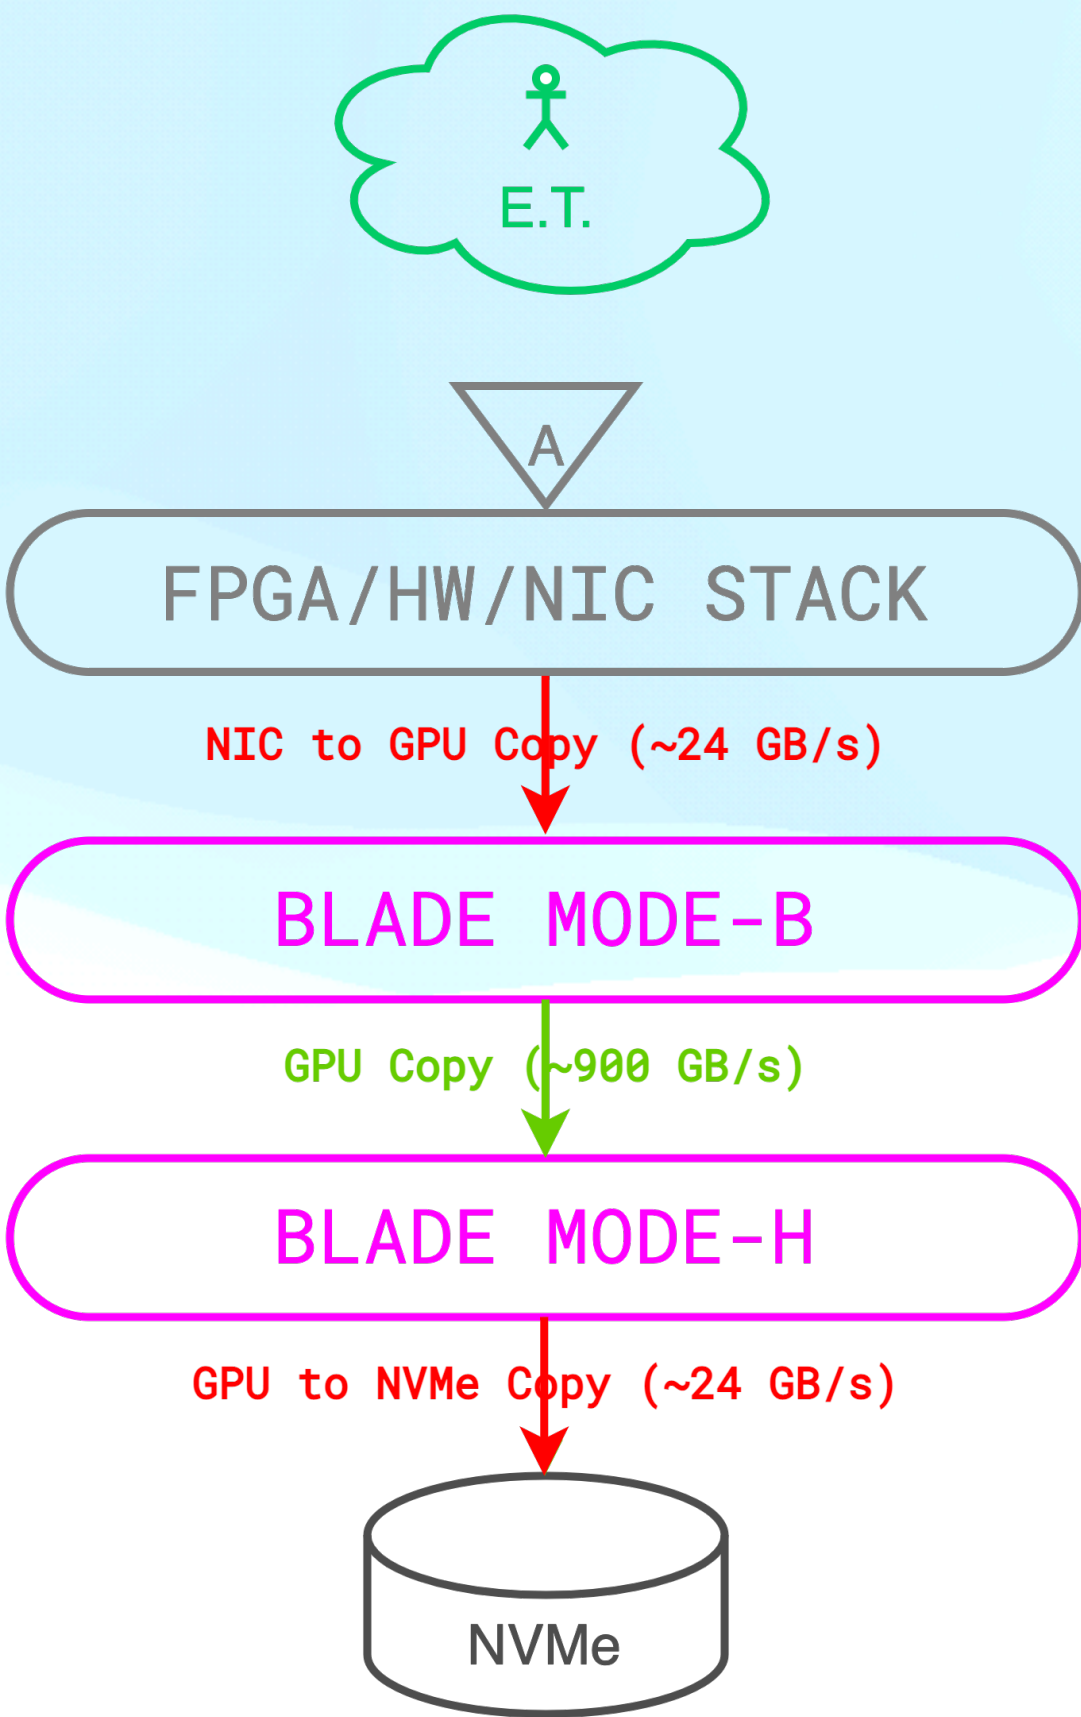 E.T.
A
FPGA/HW/NIC STACK
NIC to GPU Copy (~24 GB/s)
BLADE MODE-B
GPU Copy (~900 GB/s)
BLADE MODE-H
GPU to NVMe Copy (~24 GB/s)
NVMe